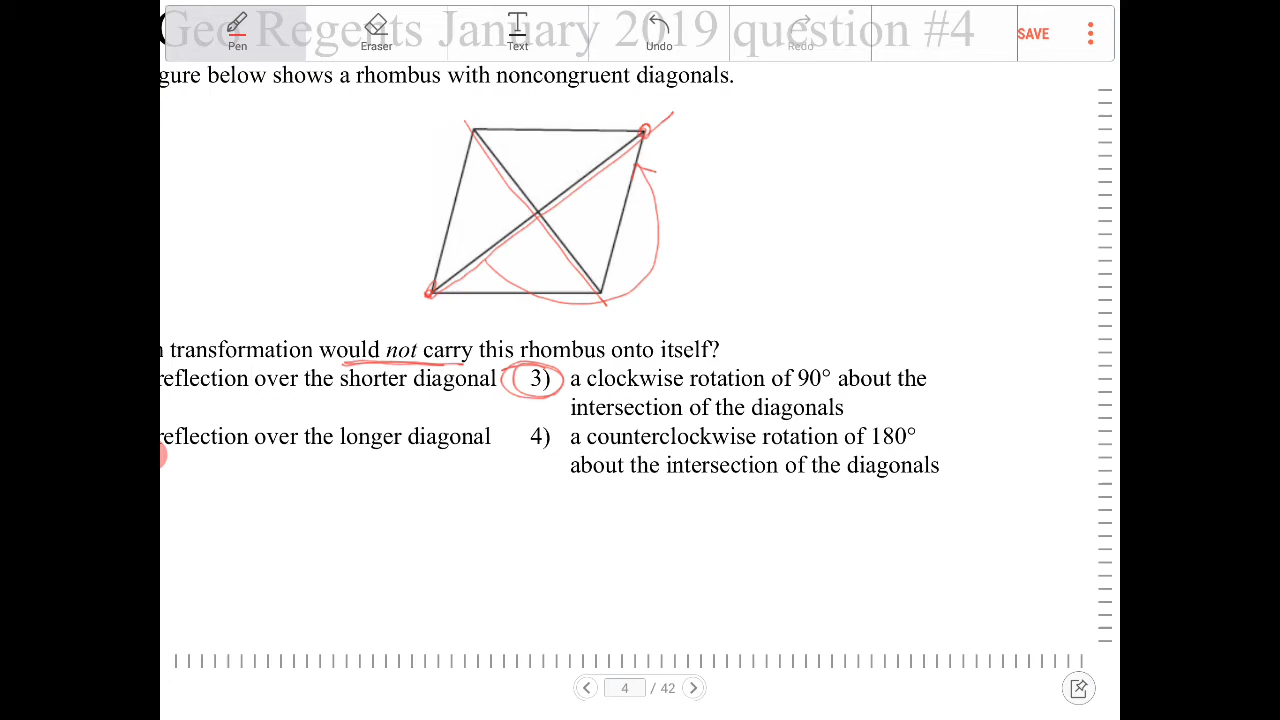 Geo Regents January 2019 question #4
Pen
Eraser
Text
Undo
Redo
SAVE
gure below shows a rhombus with noncongruent diagonals.
transformation would not carry this rhombus onto itself?
reflection over the shorter diagonal
3) a clockwise rotation of 90° about the
intersection of the diagonals
reflection over the longer diagonal
4) a counterclockwise rotation of 180°
about the intersection of the diagonals
4 / 42